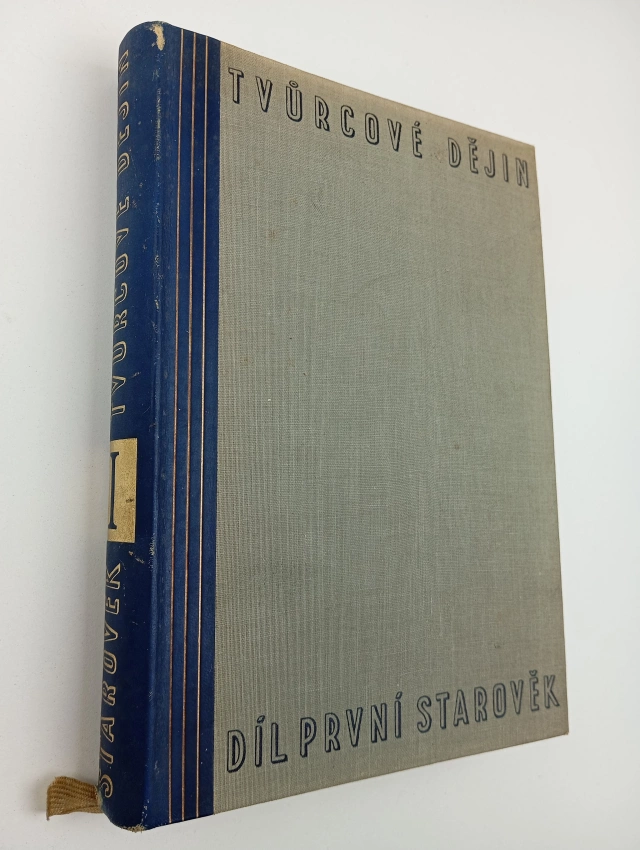 TVŮRCOVÉ DĚJIN
DÍL PRVNÍ STAROVĚK
STAROVĚK I TVŮRCOVÉ DĚJIN